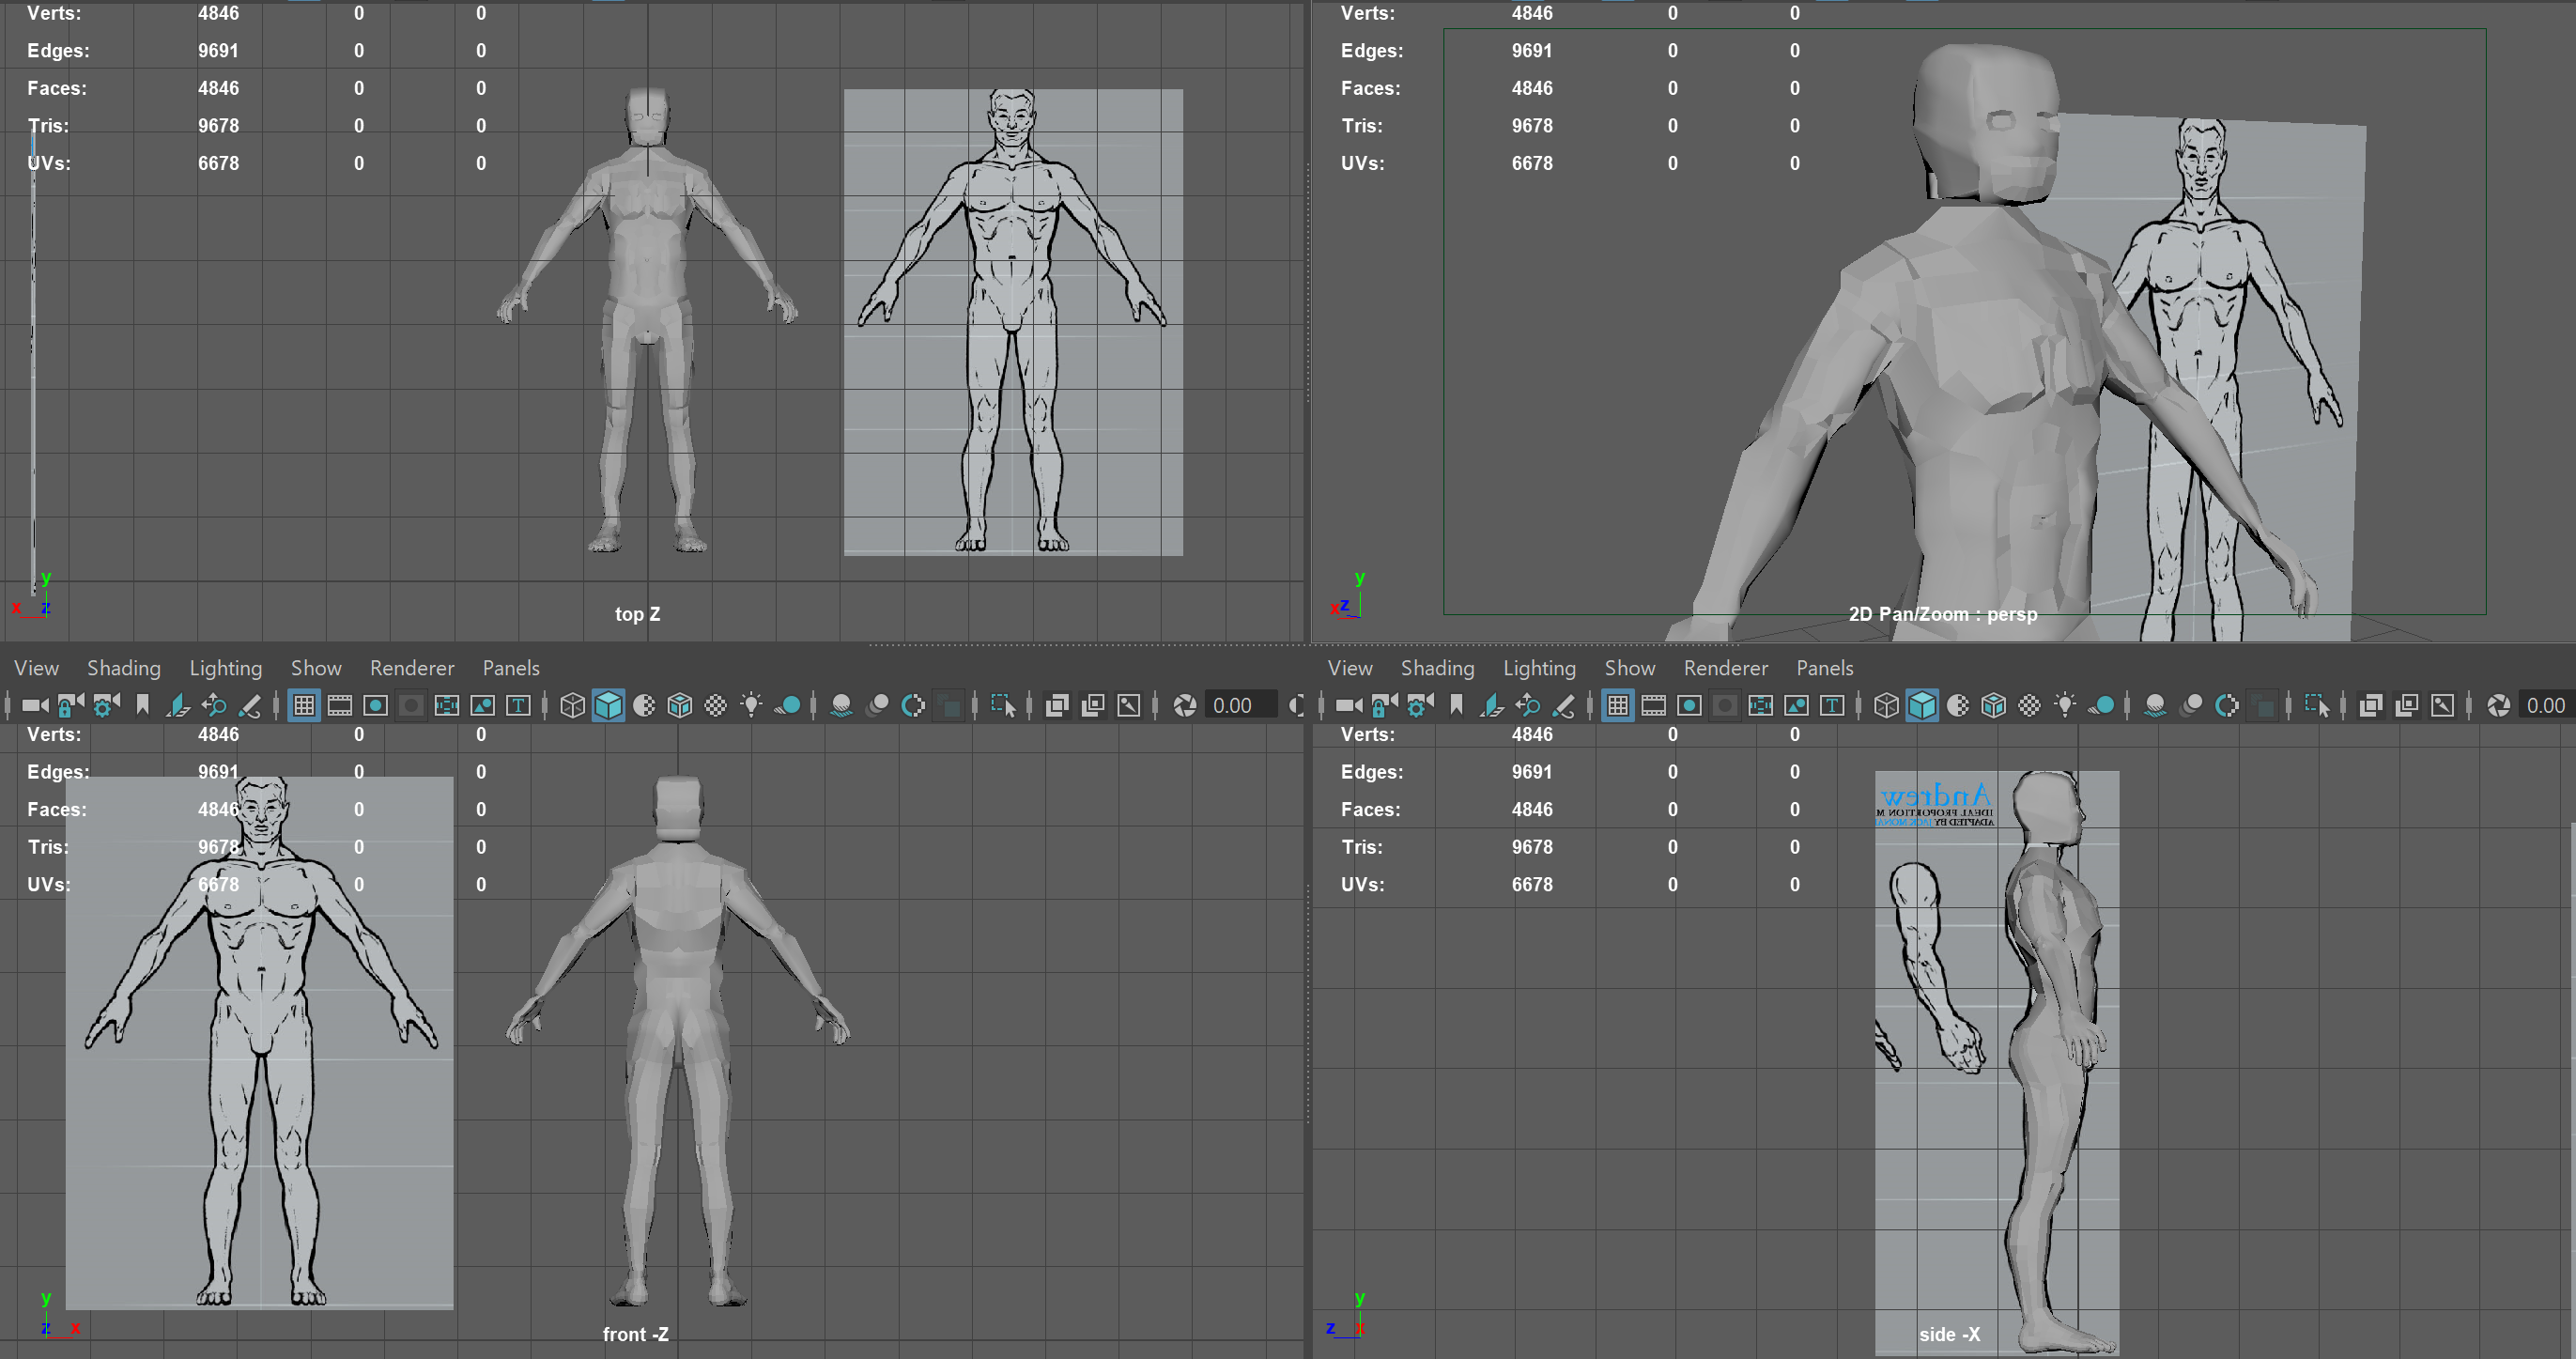 Verts: 4846 0 0
Edges: 9691 0 0
Faces: 4846 0 0
Tris: 9678 0 0
UVs: 6678 0 0
y
x z
top Z
Verts: 4846 0 0
Edges: 9691 0 0
Faces: 4846 0 0
Tris: 9678 0 0
UVs: 6678 0 0
y
x z
2D Pan/Zoom : persp
View Shading Lighting Show Renderer Panels
0.00
Verts: 4846 0 0
Edges: 9691 0 0
Faces: 4846 0 0
Tris: 9678 0 0
UVs: 6678 0 0
y
z x
front -Z
View Shading Lighting Show Renderer Panels
0.00
Verts: 4846 0 0
Edges: 9691 0 0
Faces: 4846 0 0
Tris: 9678 0 0
UVs: 6678 0 0
Andrew
IDEAL PROPORTION M
ADAPTED BY JACK MONA
y
z x
side -X